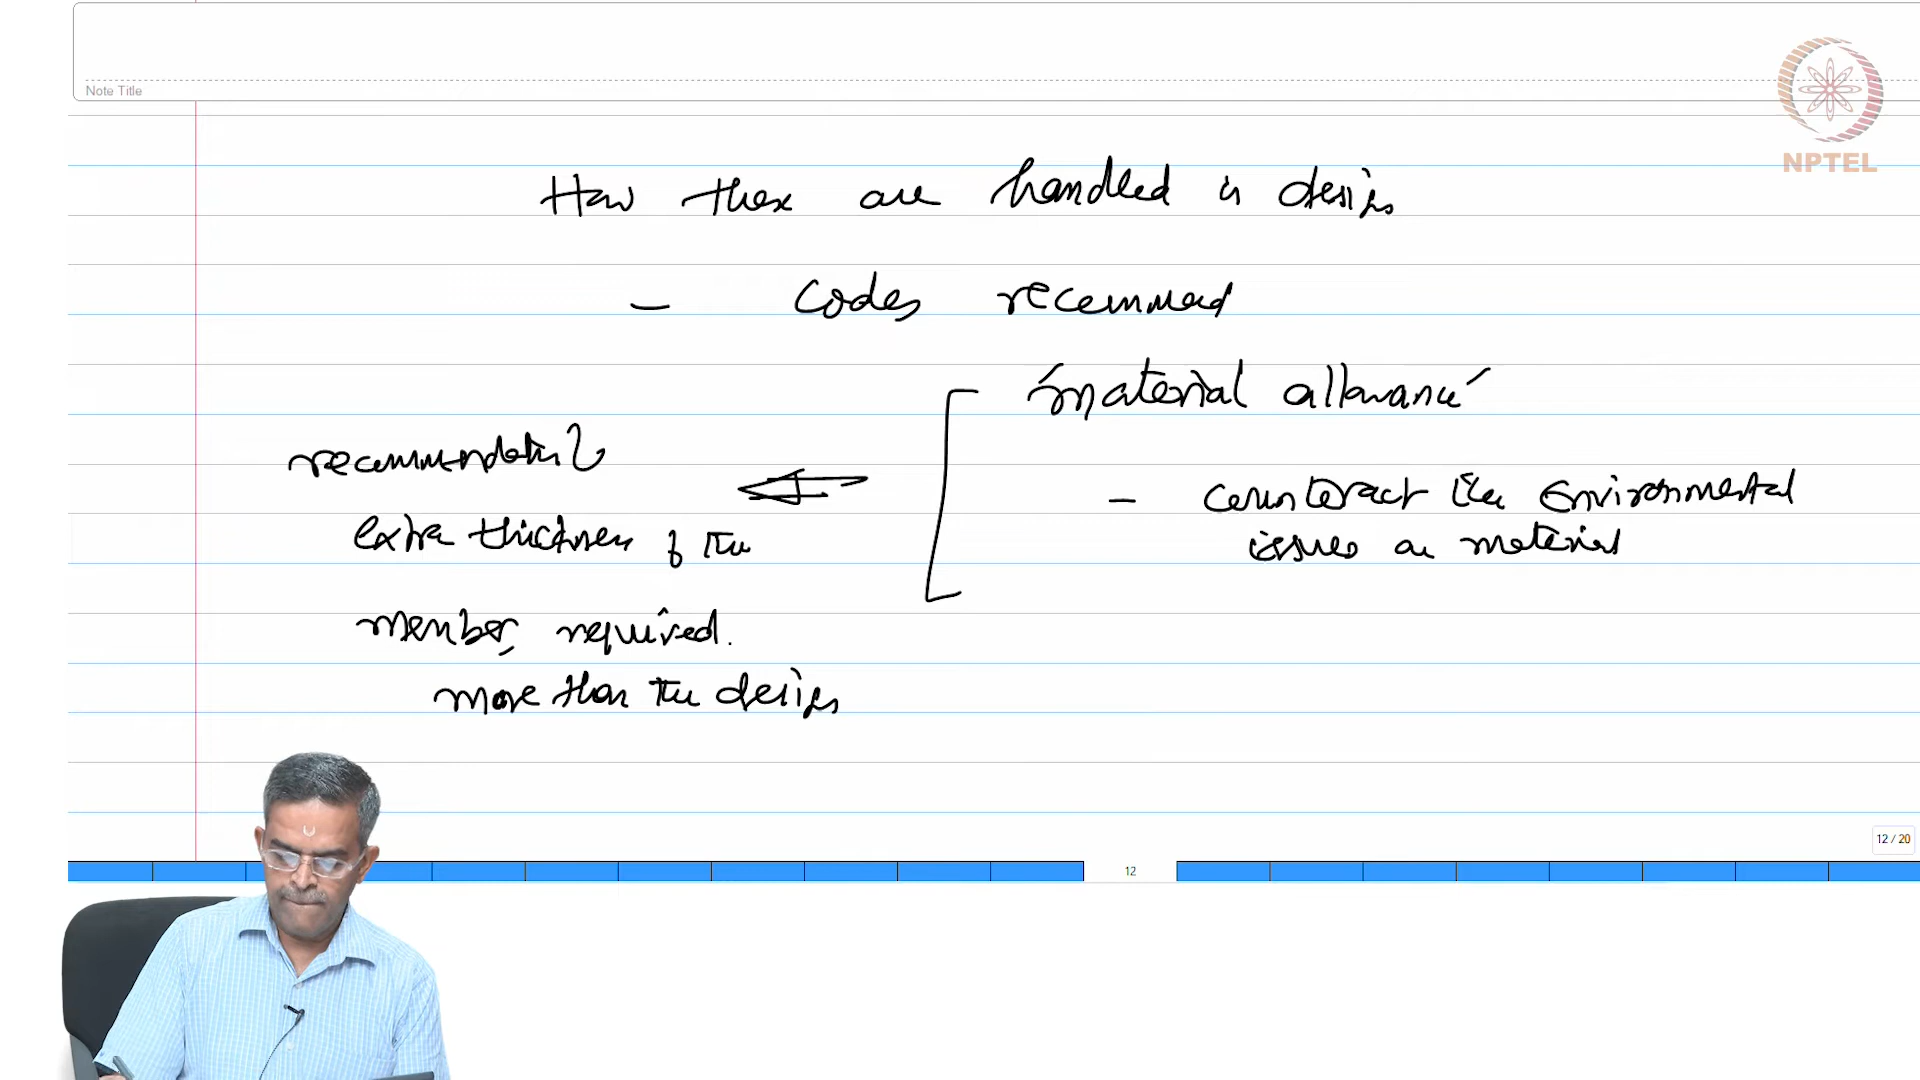 Note Title
NPTEL
How these are handled in design
- Codes recommend
"material allowance"
- counteract the Environmental
issues on material
recommendation
extra thickness of the
member, required.
more than the design
12 / 20
12